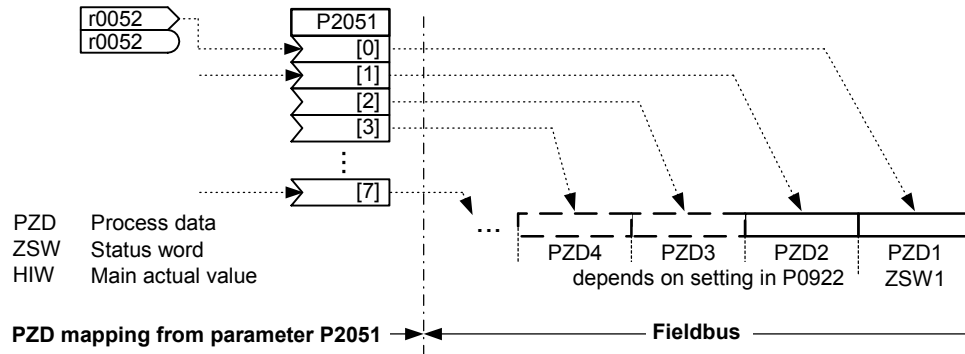 r0052
r0052
P2051
[0]
[1]
[2]
[3]
[7]
PZD Process data
ZSW Status word
HIW Main actual value
PZD4 PZD3 PZD2 PZD1
depends on setting in P0922 ZSW1
PZD mapping from parameter P2051
Fieldbus